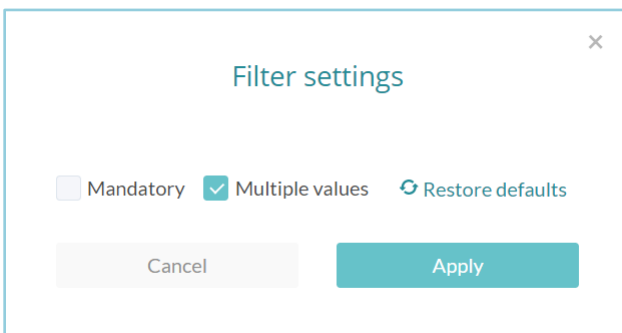 Filter settings
Mandatory Multiple values Restore defaults
Cancel Apply